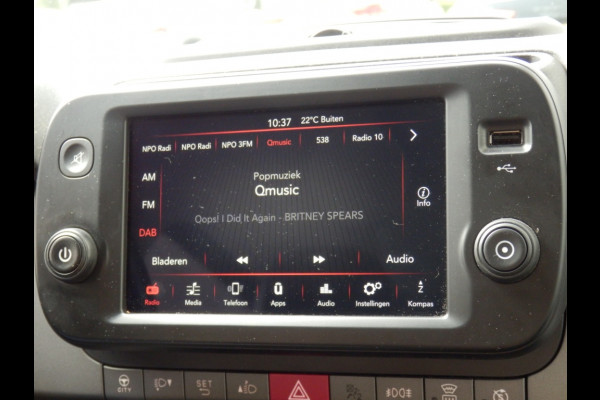 10:37 22°C Buiten
NPO Radi NPO Radi NPO 3FM Qmusic 538 Radio 10
AM
Popmuziek
Qmusic
FM
Info
Oops! I Did It Again - BRITNEY SPEARS
DAB
Bladeren Audio
Radio Media Telefoon Apps Audio Instellingen Kompas
CITY SET